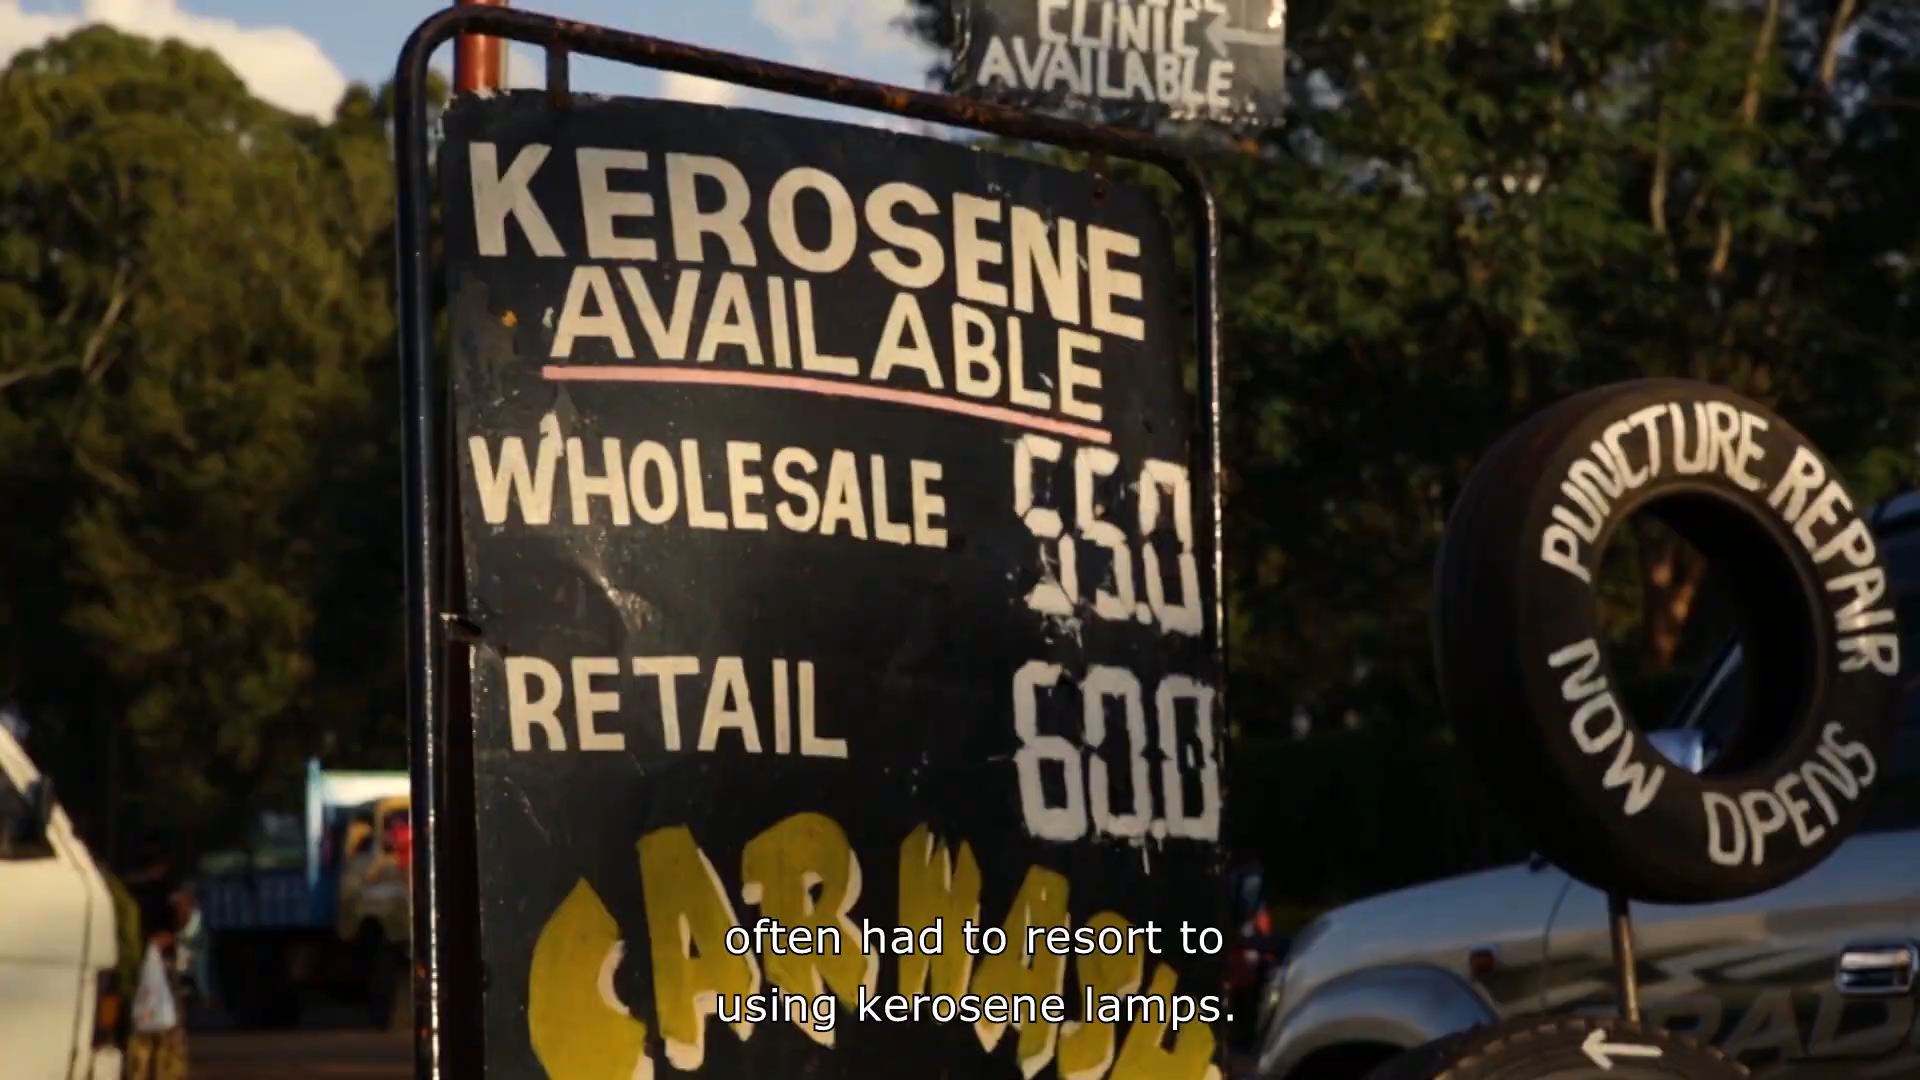 CLINIC
AVAILABLE
KEROSENE
AVAILABLE
WHOLESALE 55.0
RETAIL 60.0
PUNCTURE REPAIR
NOW OPENS
often had to resort to
using kerosene lamps.